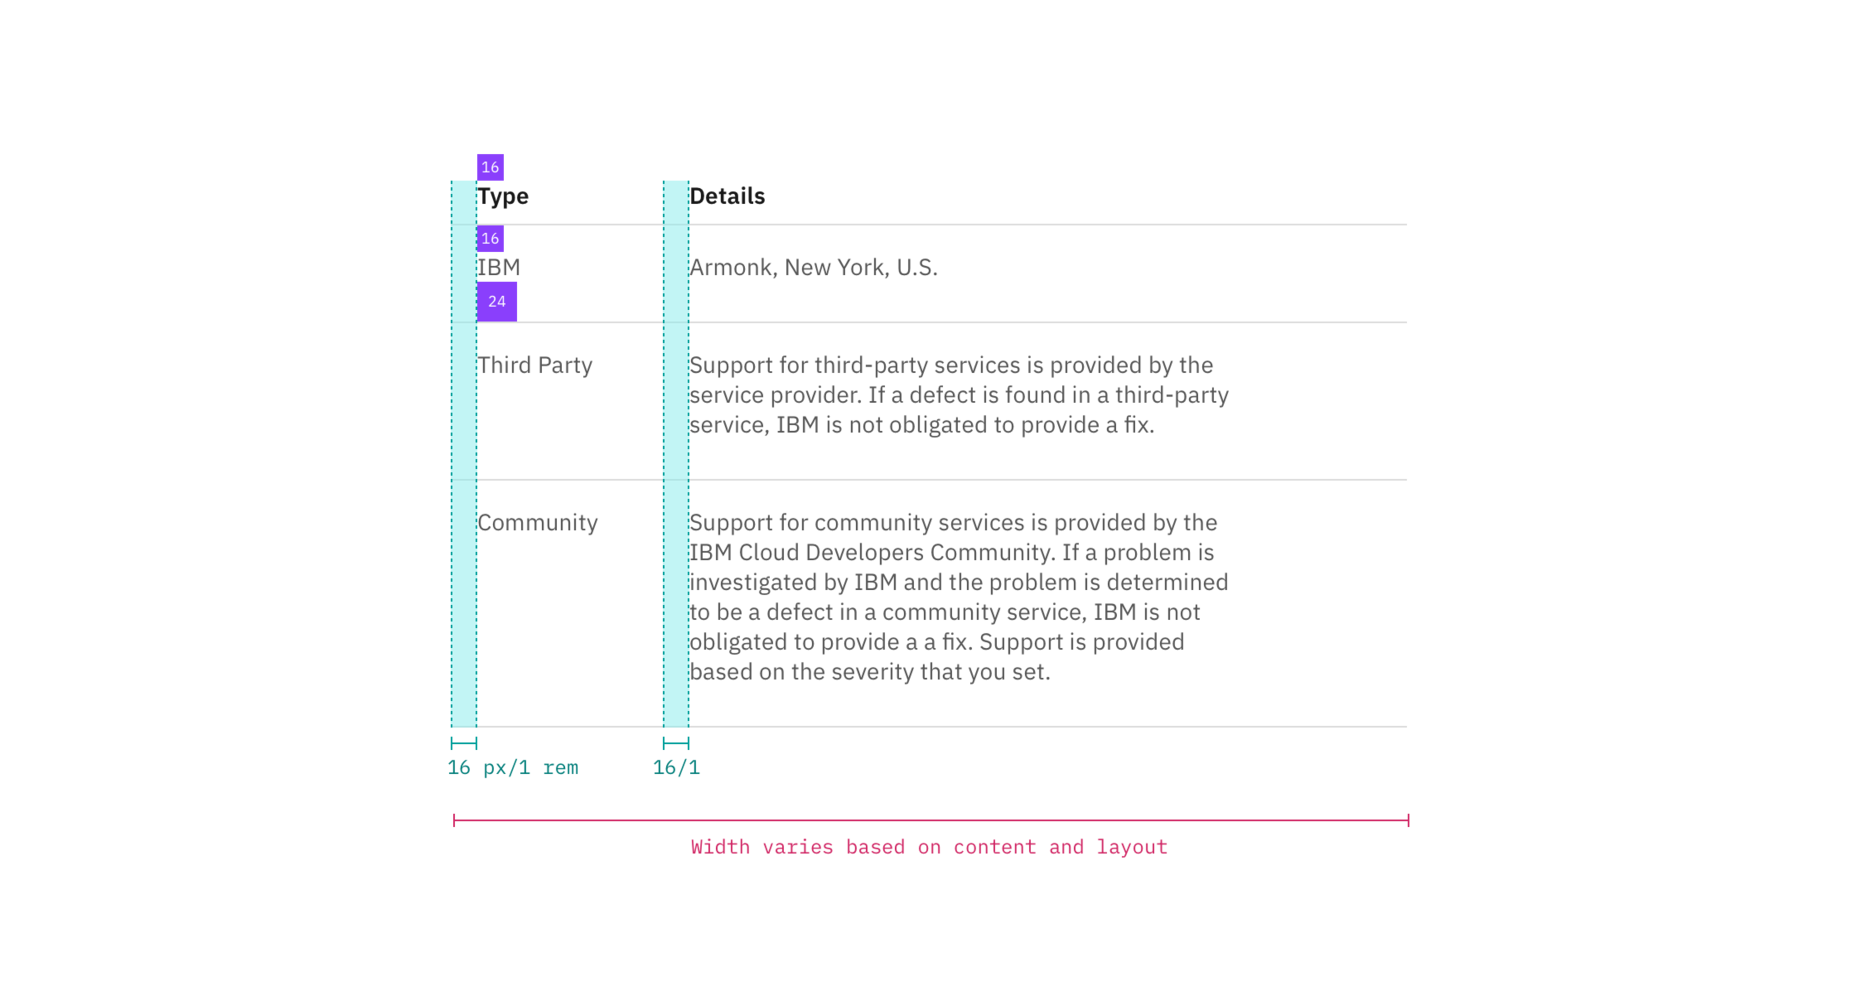 16
Type Details
16
IBM Armonk, New York, U.S.
24
Third Party Support for third-party services is provided by the
service provider. If a defect is found in a third-party
service, IBM is not obligated to provide a fix.
Community Support for community services is provided by the
IBM Cloud Developers Community. If a problem is
investigated by IBM and the problem is determined
to be a defect in a community service, IBM is not
obligated to provide a a fix. Support is provided
based on the severity that you set.
16 px/1 rem 16/1
Width varies based on content and layout